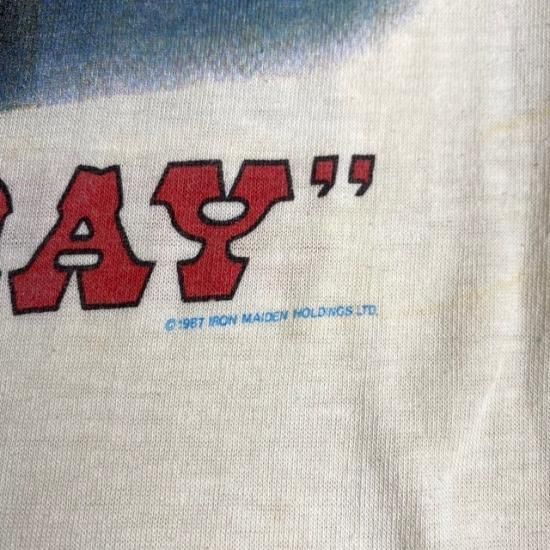 AY”
© 1987 IRON MAIDEN HOLDINGS LTD.